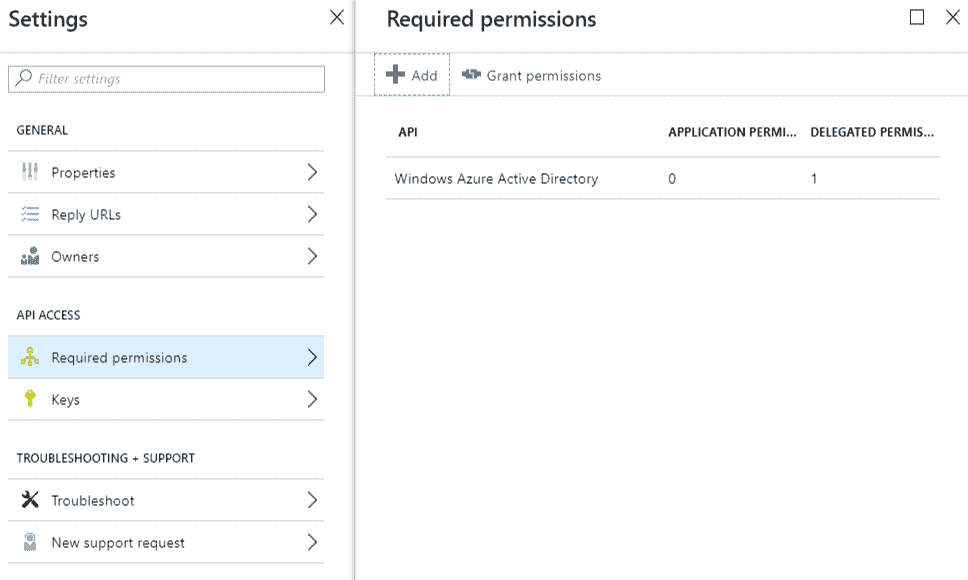 Settings
Filter settings
GENERAL
Properties
Reply URLs
Owners
API ACCESS
Required permissions
Keys
TROUBLESHOOTING + SUPPORT
Troubleshoot
New support request
Required permissions
Add Grant permissions
API APPLICATION PERMI... DELEGATED PERMIS...
Windows Azure Active Directory 0 1